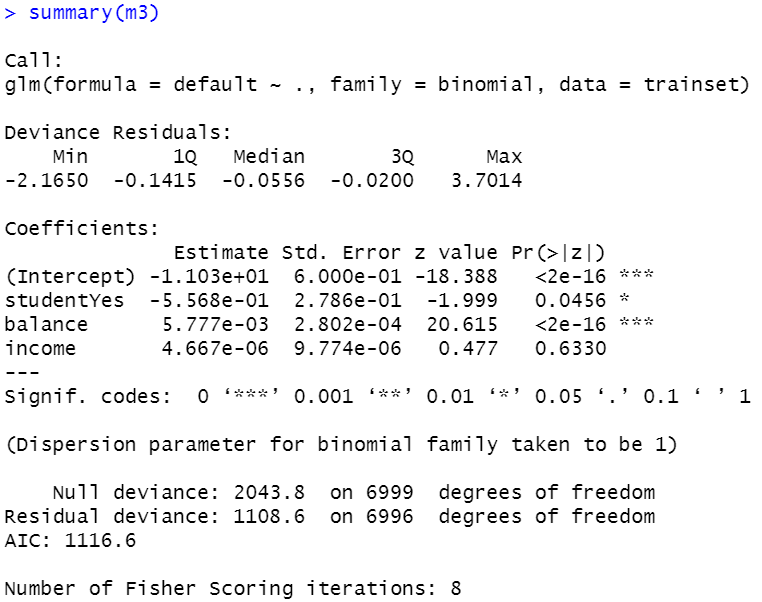 > summary(m3)
Call:
glm(formula = default ~ ., family = binomial, data = trainset)
Deviance Residuals:
    Min       1Q   Median       3Q      Max
-2.1650  -0.1415  -0.0556  -0.0200   3.7014
Coefficients:
              Estimate Std. Error z value Pr(>|z|)
(Intercept) -1.103e+01  6.000e-01 -18.388   <2e-16 ***
studentYes  -5.568e-01  2.786e-01  -1.999   0.0456 *
balance      5.777e-03  2.802e-04  20.615   <2e-16 ***
income       4.667e-06  9.774e-06   0.477   0.6330
---
Signif. codes:  0 ‘***’ 0.001 ‘**’ 0.01 ‘*’ 0.05 ‘.’ 0.1 ‘ ’ 1
(Dispersion parameter for binomial family taken to be 1)
    Null deviance: 2043.8  on 6999  degrees of freedom
Residual deviance: 1108.6  on 6996  degrees of freedom
AIC: 1116.6
Number of Fisher Scoring iterations: 8